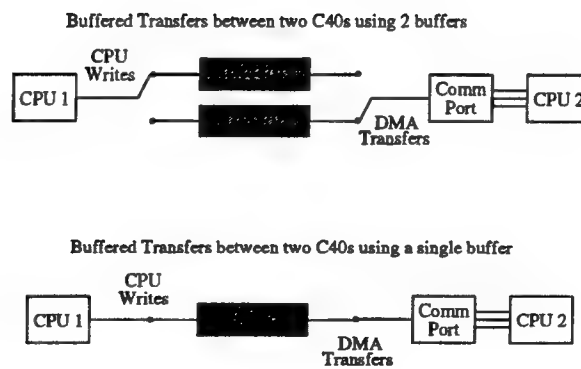 Buffered Transfers between two C40s using 2 buffers
CPU
Writes
CPU 1
Comm
Port
CPU 2
DMA
Transfers
Buffered Transfers between two C40s using a single buffer
CPU
Writes
CPU 1
Comm
Port
CPU 2
DMA
Transfers